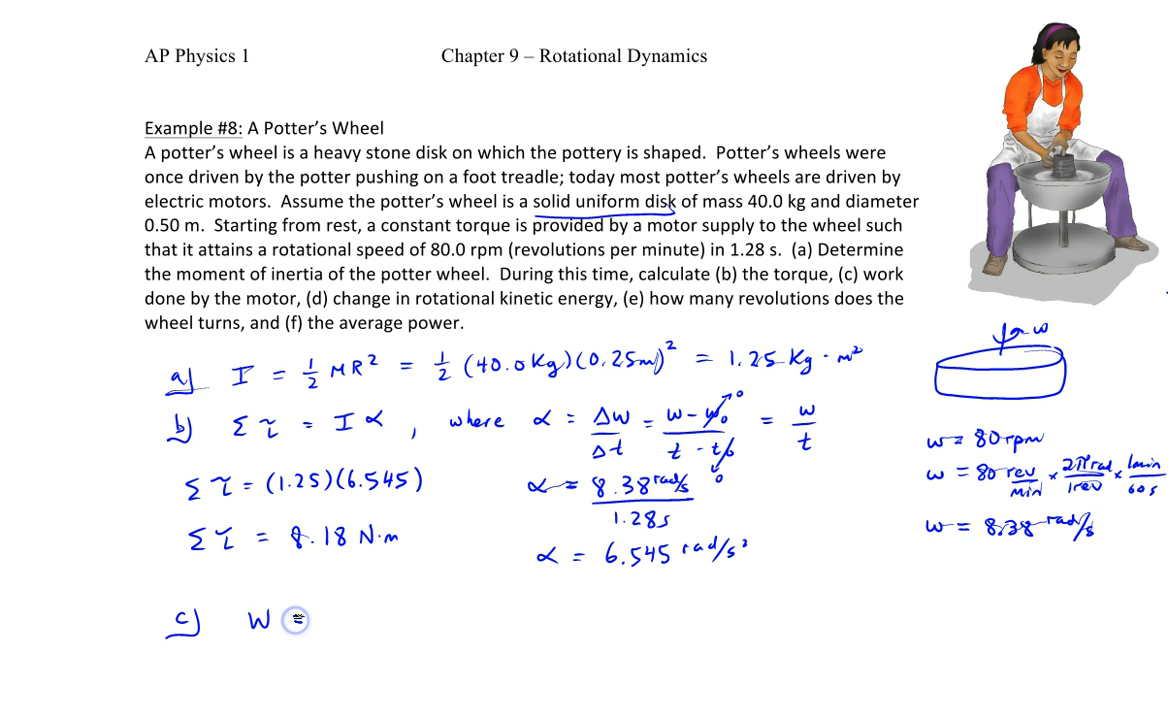 AP Physics 1 Chapter 9 – Rotational Dynamics
Example #8: A Potter's Wheel
A potter's wheel is a heavy stone disk on which the pottery is shaped. Potter's wheels were
once driven by the potter pushing on a foot treadle; today most potter's wheels are driven by
electric motors. Assume the potter's wheel is a solid uniform disk of mass 40.0 kg and diameter
0.50 m. Starting from rest, a constant torque is provided by a motor supply to the wheel such
that it attains a rotational speed of 80.0 rpm (revolutions per minute) in 1.28 s. (a) Determine
the moment of inertia of the potter wheel. During this time, calculate (b) the torque, (c) work
done by the motor, (d) change in rotational kinetic energy, (e) how many revolutions does the
wheel turns, and (f) the average power.
a) I = 1/2 MR² = 1/2 (40.0 kg)(0.25m)² = 1.25 kg · m²
b) Σ τ = I α , where α = Δω/Δt = ω - ω₀/t - t₀ = ω/t
Σ τ = (1.25)(6.545)
Σ τ = 8.18 N·m
α = 8.38 rad/s / 1.28 s
α = 6.545 rad/s²
c) W =
ω
ω = 80 rpm
ω = 80 rev/min × 2π rad/1 rev × 1 min/60 s
ω = 8.38 rad/s